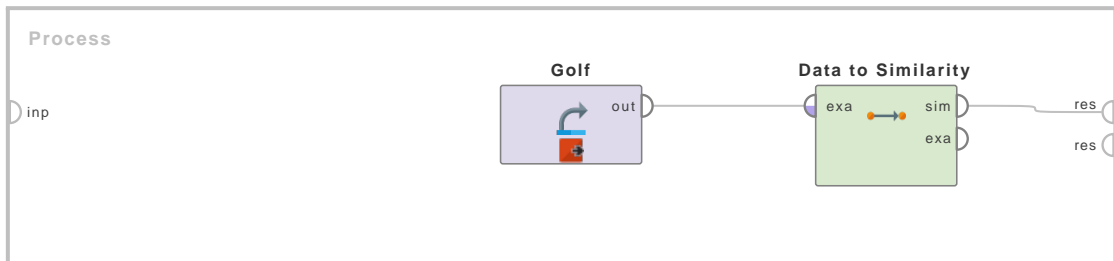 Process
inp
Golf
out
Data to Similarity
exa
sim
exa
res
res